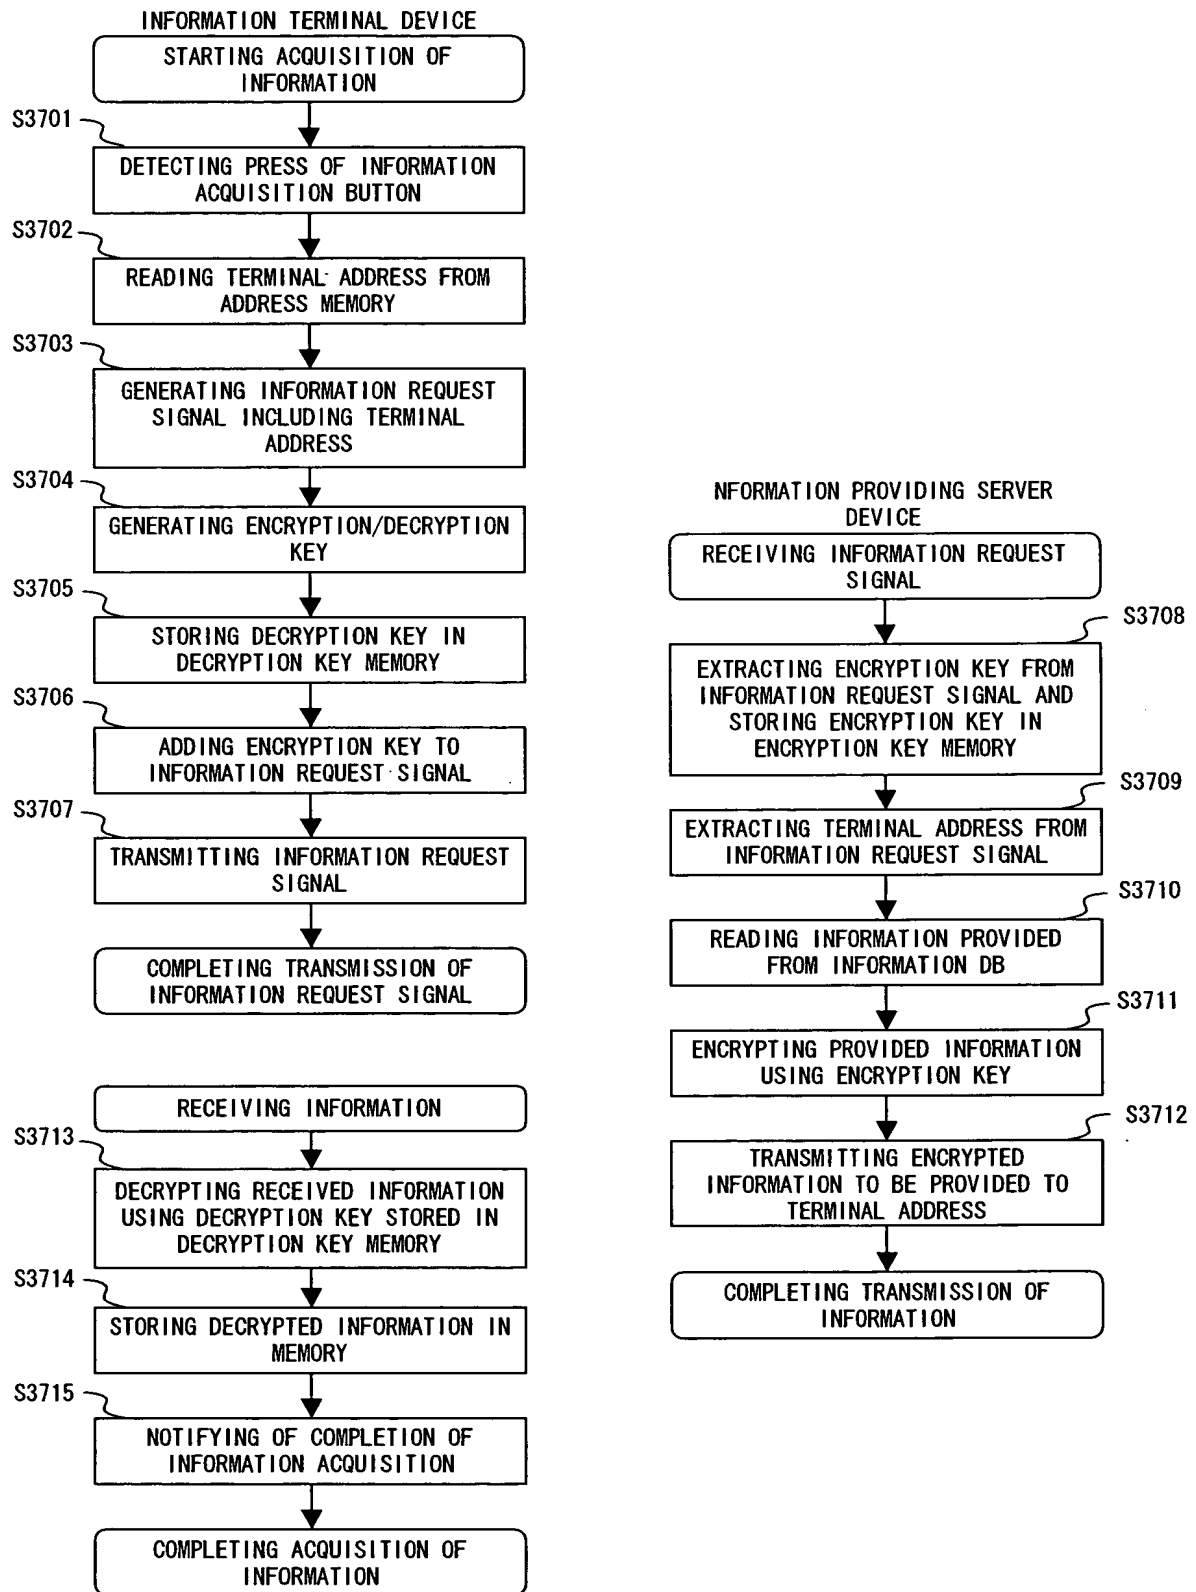 INFORMATION TERMINAL DEVICE
STARTING ACQUISITION OF
INFORMATION
S3701
DETECTING PRESS OF INFORMATION
ACQUISITION BUTTON
S3702
READING TERMINAL ADDRESS FROM
ADDRESS MEMORY
S3703
GENERATING INFORMATION REQUEST
SIGNAL INCLUDING TERMINAL
ADDRESS
S3704
GENERATING ENCRYPTION/DECRYPTION
KEY
S3705
STORING DECRYPTION KEY IN
DECRYPTION KEY MEMORY
S3706
ADDING ENCRYPTION KEY TO
INFORMATION REQUEST SIGNAL
S3707
TRANSMITTING INFORMATION REQUEST
SIGNAL
COMPLETING TRANSMISSION OF
INFORMATION REQUEST SIGNAL
RECEIVING INFORMATION
S3713
DECRYPTING RECEIVED INFORMATION
USING DECRYPTION KEY STORED IN
DECRYPTION KEY MEMORY
S3714
STORING DECRYPTED INFORMATION IN
MEMORY
S3715
NOTIFYING OF COMPLETION OF
INFORMATION ACQUISITION
COMPLETING ACQUISITION OF
INFORMATION
NFORMATION PROVIDING SERVER
DEVICE
RECEIVING INFORMATION REQUEST
SIGNAL
S3708
EXTRACTING ENCRYPTION KEY FROM
INFORMATION REQUEST SIGNAL AND
STORING ENCRYPTION KEY IN
ENCRYPTION KEY MEMORY
S3709
EXTRACTING TERMINAL ADDRESS FROM
INFORMATION REQUEST SIGNAL
S3710
READING INFORMATION PROVIDED
FROM INFORMATION DB
S3711
ENCRYPTING PROVIDED INFORMATION
USING ENCRYPTION KEY
S3712
TRANSMITTING ENCRYPTED
INFORMATION TO BE PROVIDED TO
TERMINAL ADDRESS
COMPLETING TRANSMISSION OF
INFORMATION